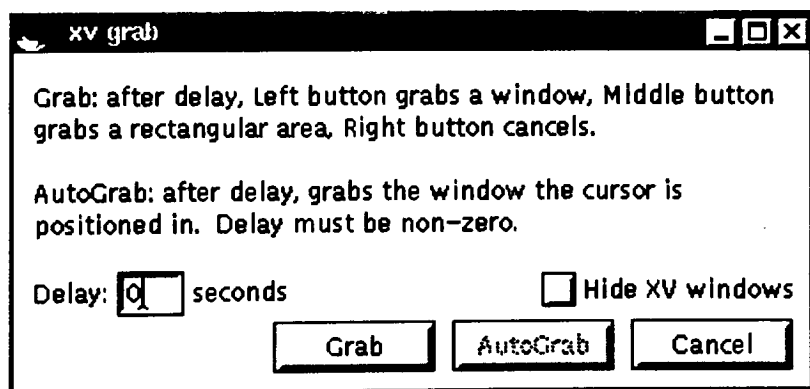 xv grab
Grab: after delay, Left button grabs a window, Middle button
grabs a rectangular area, Right button cancels.
AutoGrab: after delay, grabs the window the cursor is
positioned in. Delay must be non-zero.
Delay: 0 seconds Hide XV windows
Grab AutoGrab Cancel